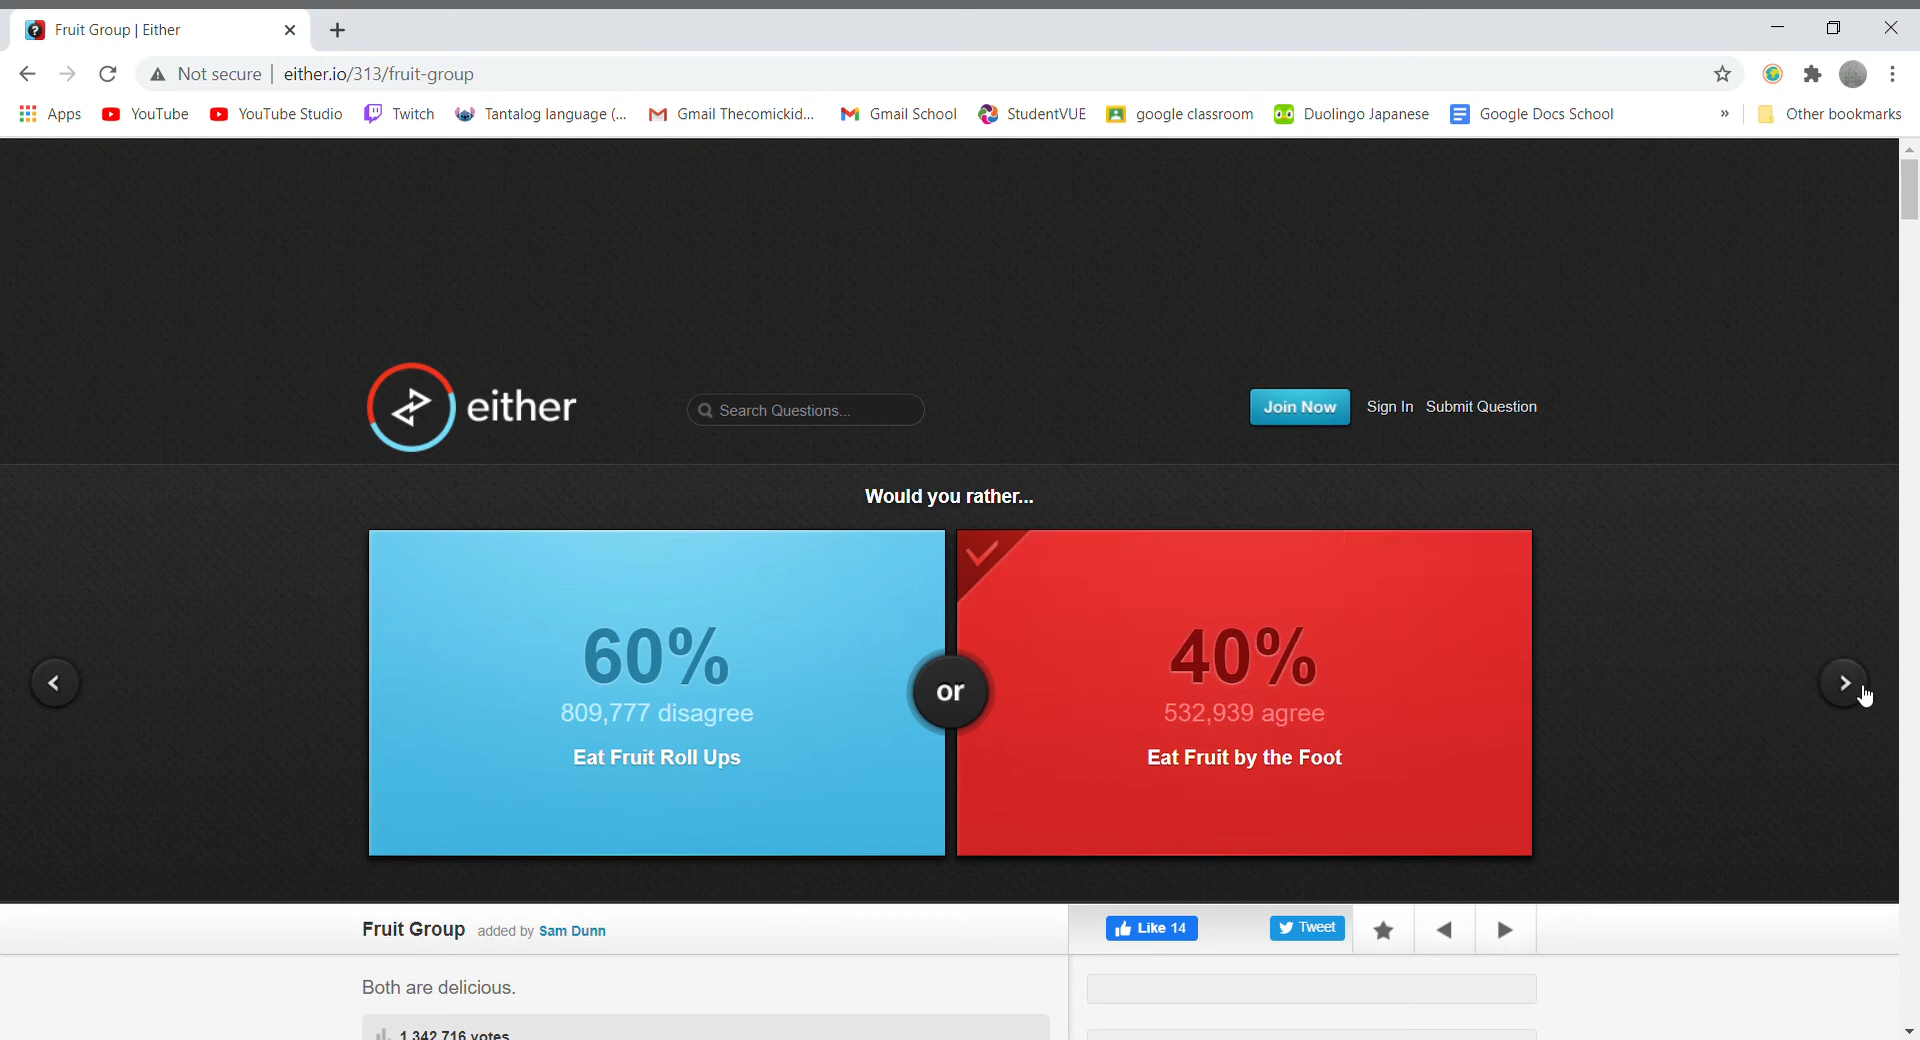 Fruit Group | Either
Not secure | either.io/313/fruit-group
Apps YouTube YouTube Studio Twitch Tantalog language (... Gmail Thecomickid... Gmail School StudentVUE google classroom Duolingo Japanese Google Docs School » Other bookmarks
either
Search Questions...
Join Now Sign In Submit Question
Would you rather...
60%
809,777 disagree
Eat Fruit Roll Ups
or
40%
532,939 agree
Eat Fruit by the Foot
Fruit Group added by Sam Dunn
Like 14
Tweet
Both are delicious.
1,342,716 votes